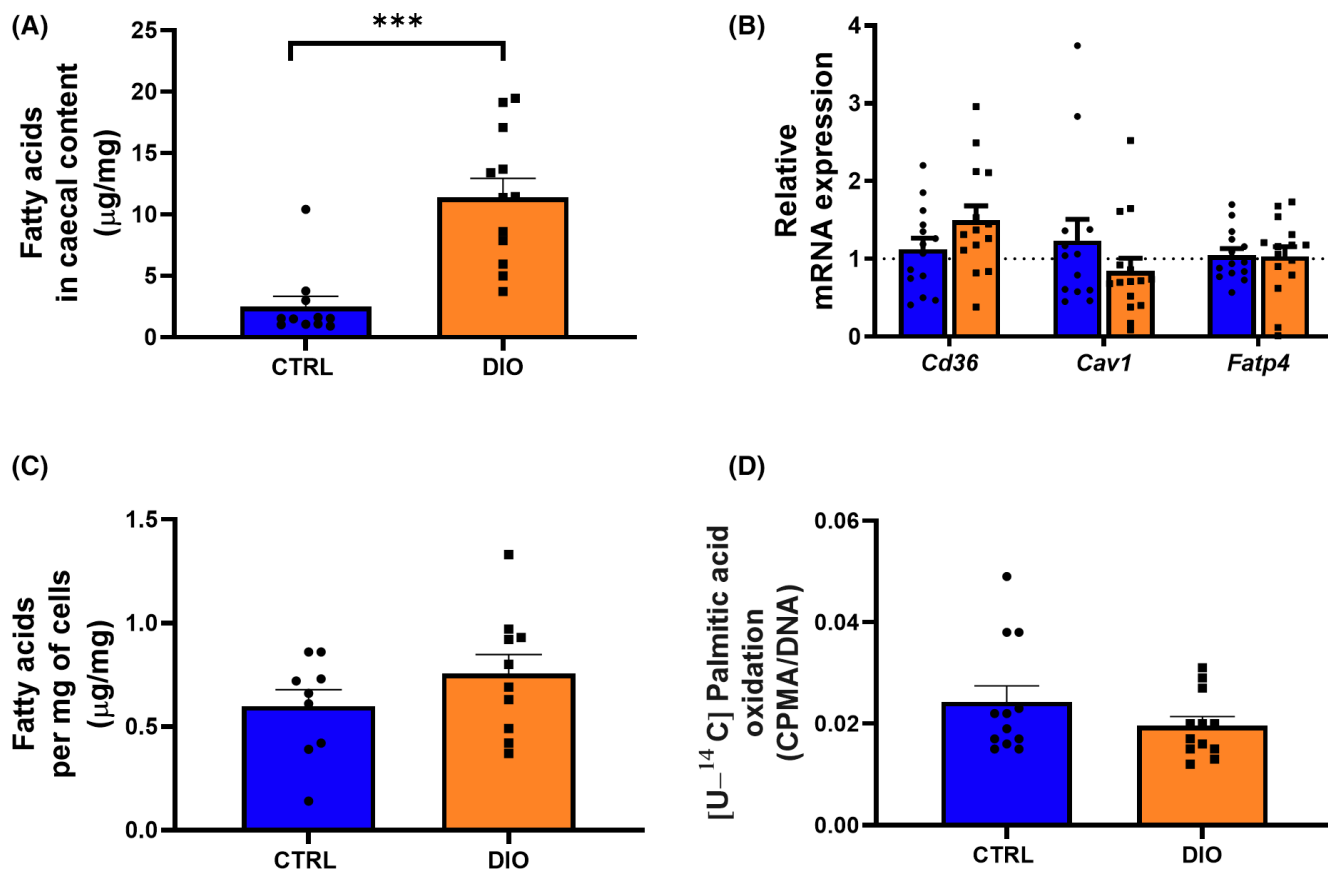 (A)
Fatty acids
in caecal content
(μg/mg)
25
20
15
10
5
0
***
CTRL
DIO
(B)
Relative
mRNA expression
4
3
2
1
0
Cd36
Cav1
Fatp4
(C)
Fatty acids
per mg of cells
(μg/mg)
1.5
1.0
0.5
0.0
CTRL
DIO
(D)
[U–¹⁴C] Palmitic acid
oxidation
(CPMA/DNA)
0.06
0.04
0.02
0.00
CTRL
DIO